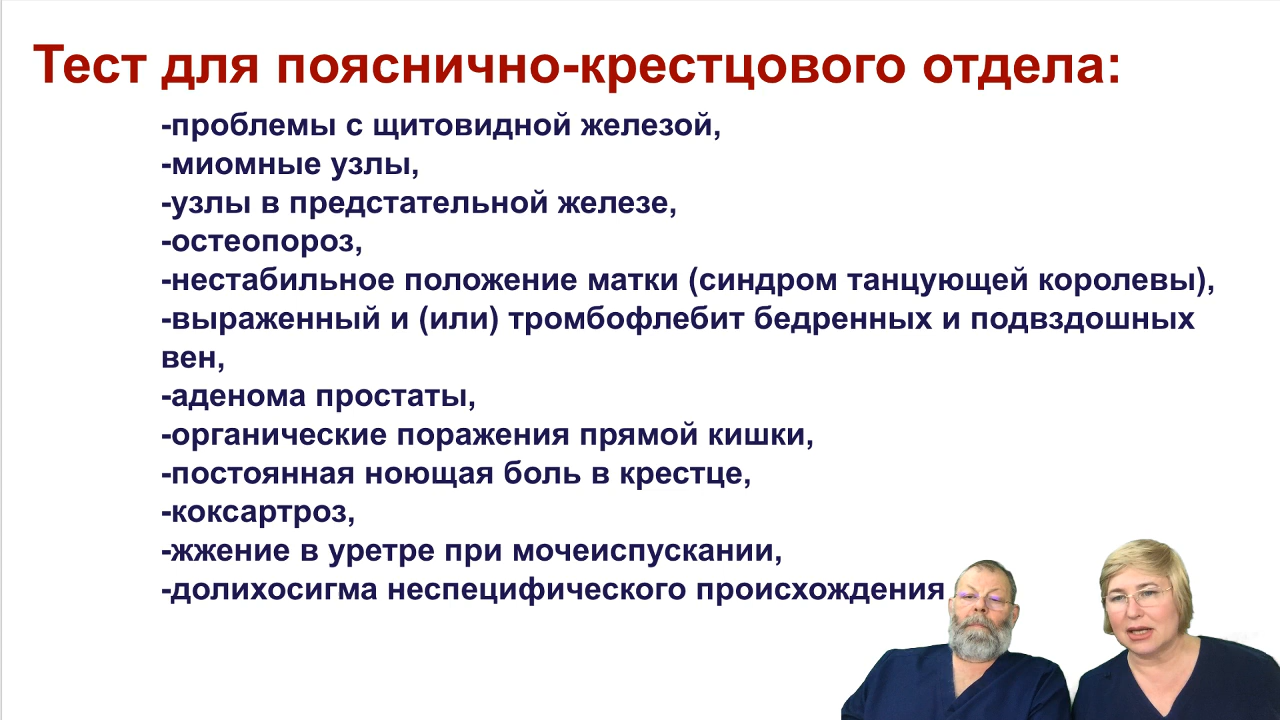 Тест для пояснично-крестцового отдела:
-проблемы с щитовидной железой,
-миомные узлы,
-узлы в предстательной железе,
-остеопороз,
-нестабильное положение матки (синдром танцующей королевы),
-выраженный и (или) тромбофлебит бедренных и подвздошных
вен,
-аденома простаты,
-органические поражения прямой кишки,
-постоянная ноющая боль в крестце,
-коксартроз,
-жжение в уретре при мочеиспускании,
-долихосигма неспецифического происхождения